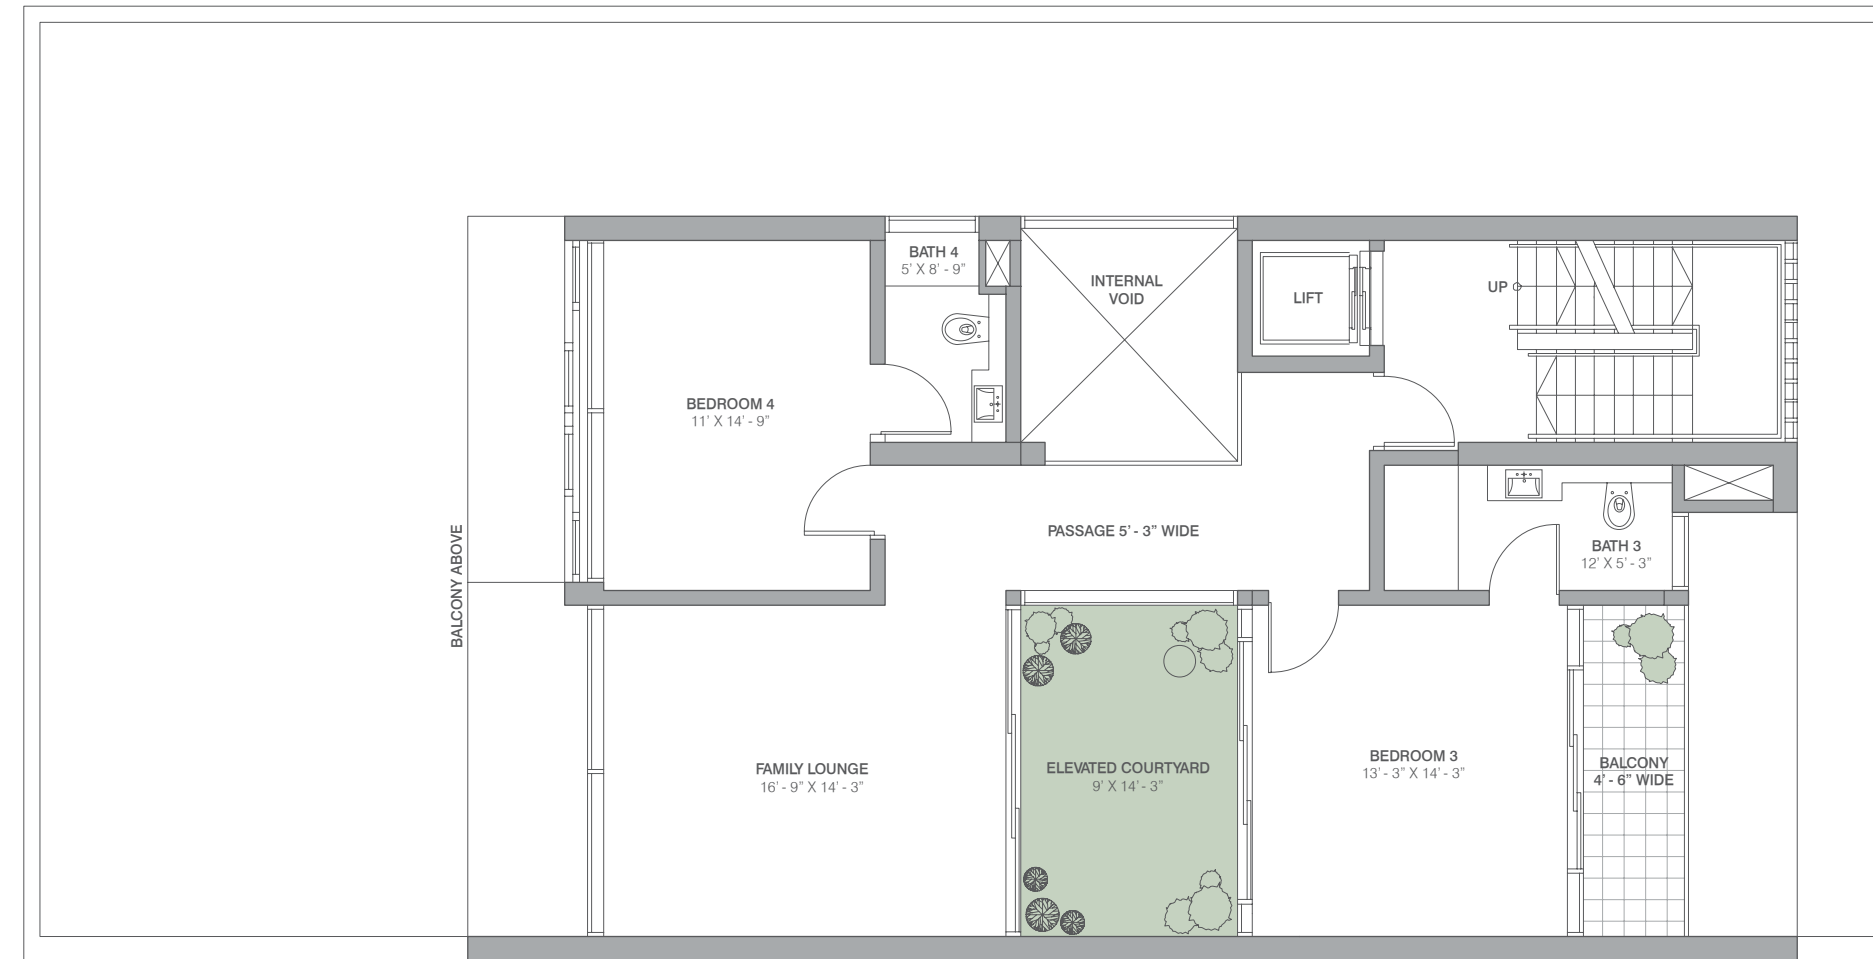 BATH 4
5' X 8' - 9"
INTERNAL
VOID
LIFT
UP
BEDROOM 4
11' X 14' - 9”
PASSAGE 5' - 3” WIDE
BATH 3
12' X 5' - 3”
BALCONY ABOVE
FAMILY LOUNGE
16' - 9” X 14' - 3”
ELEVATED COURTYARD
9' X 14' - 3”
BEDROOM 3
13' - 3” X 14' - 3”
BALCONY
4' - 6” WIDE